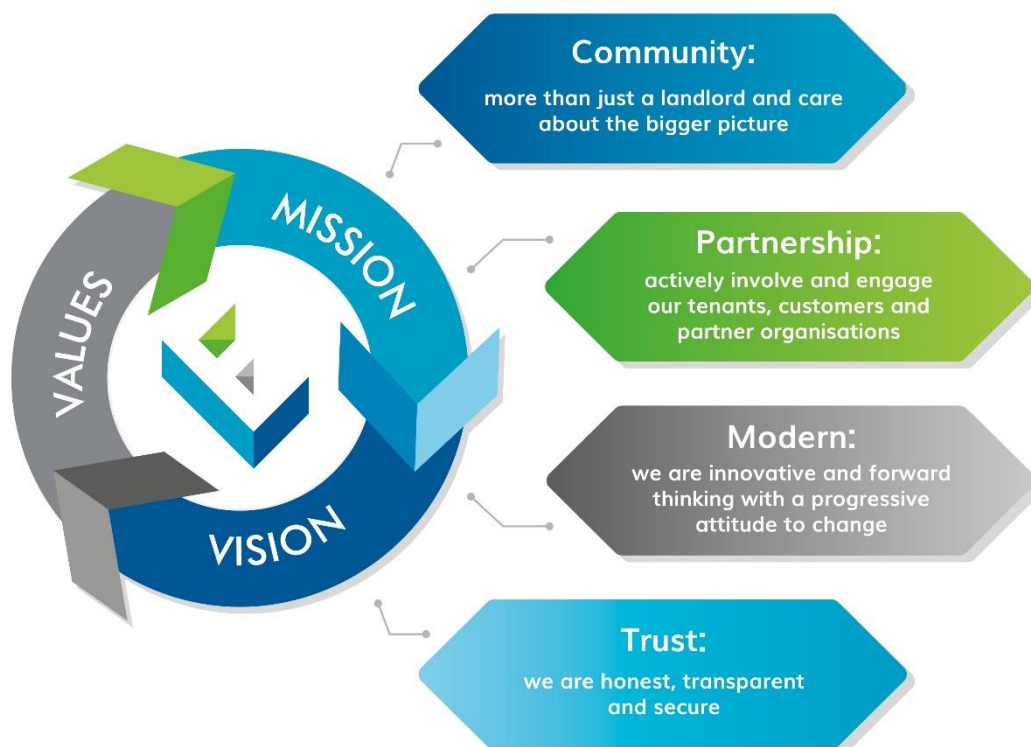 Community:
more than just a landlord and care
about the bigger picture
MISSION
VALUES
VISION
Partnership:
actively involve and engage
our tenants, customers and
partner organisations
Modern:
we are innovative and forward
thinking with a progressive
attitude to change
Trust:
we are honest, transparent
and secure